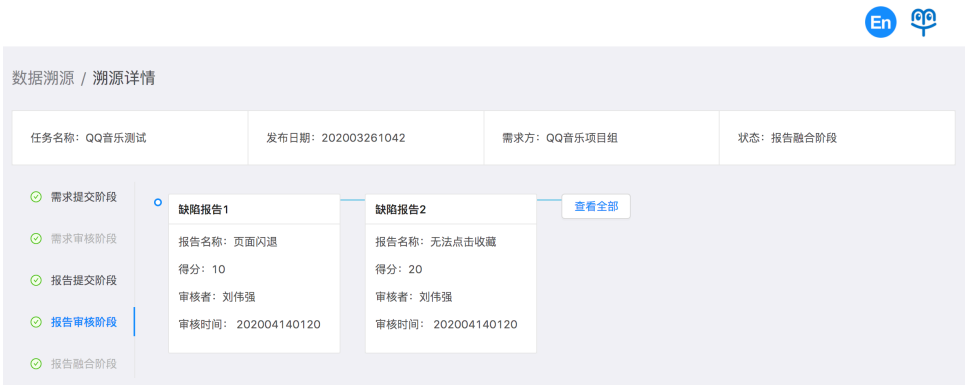 En
数据溯源 / 溯源详情
任务名称：QQ音乐测试
发布日期：202003261042
需求方：QQ音乐项目组
状态：报告融合阶段
需求提交阶段
需求审核阶段
报告提交阶段
报告审核阶段
报告融合阶段
缺陷报告1
报告名称：页面闪退
得分：10
审核者：刘伟强
审核时间： 202004140120
缺陷报告2
报告名称：无法点击收藏
得分：20
审核者：刘伟强
审核时间： 202004140120
查看全部